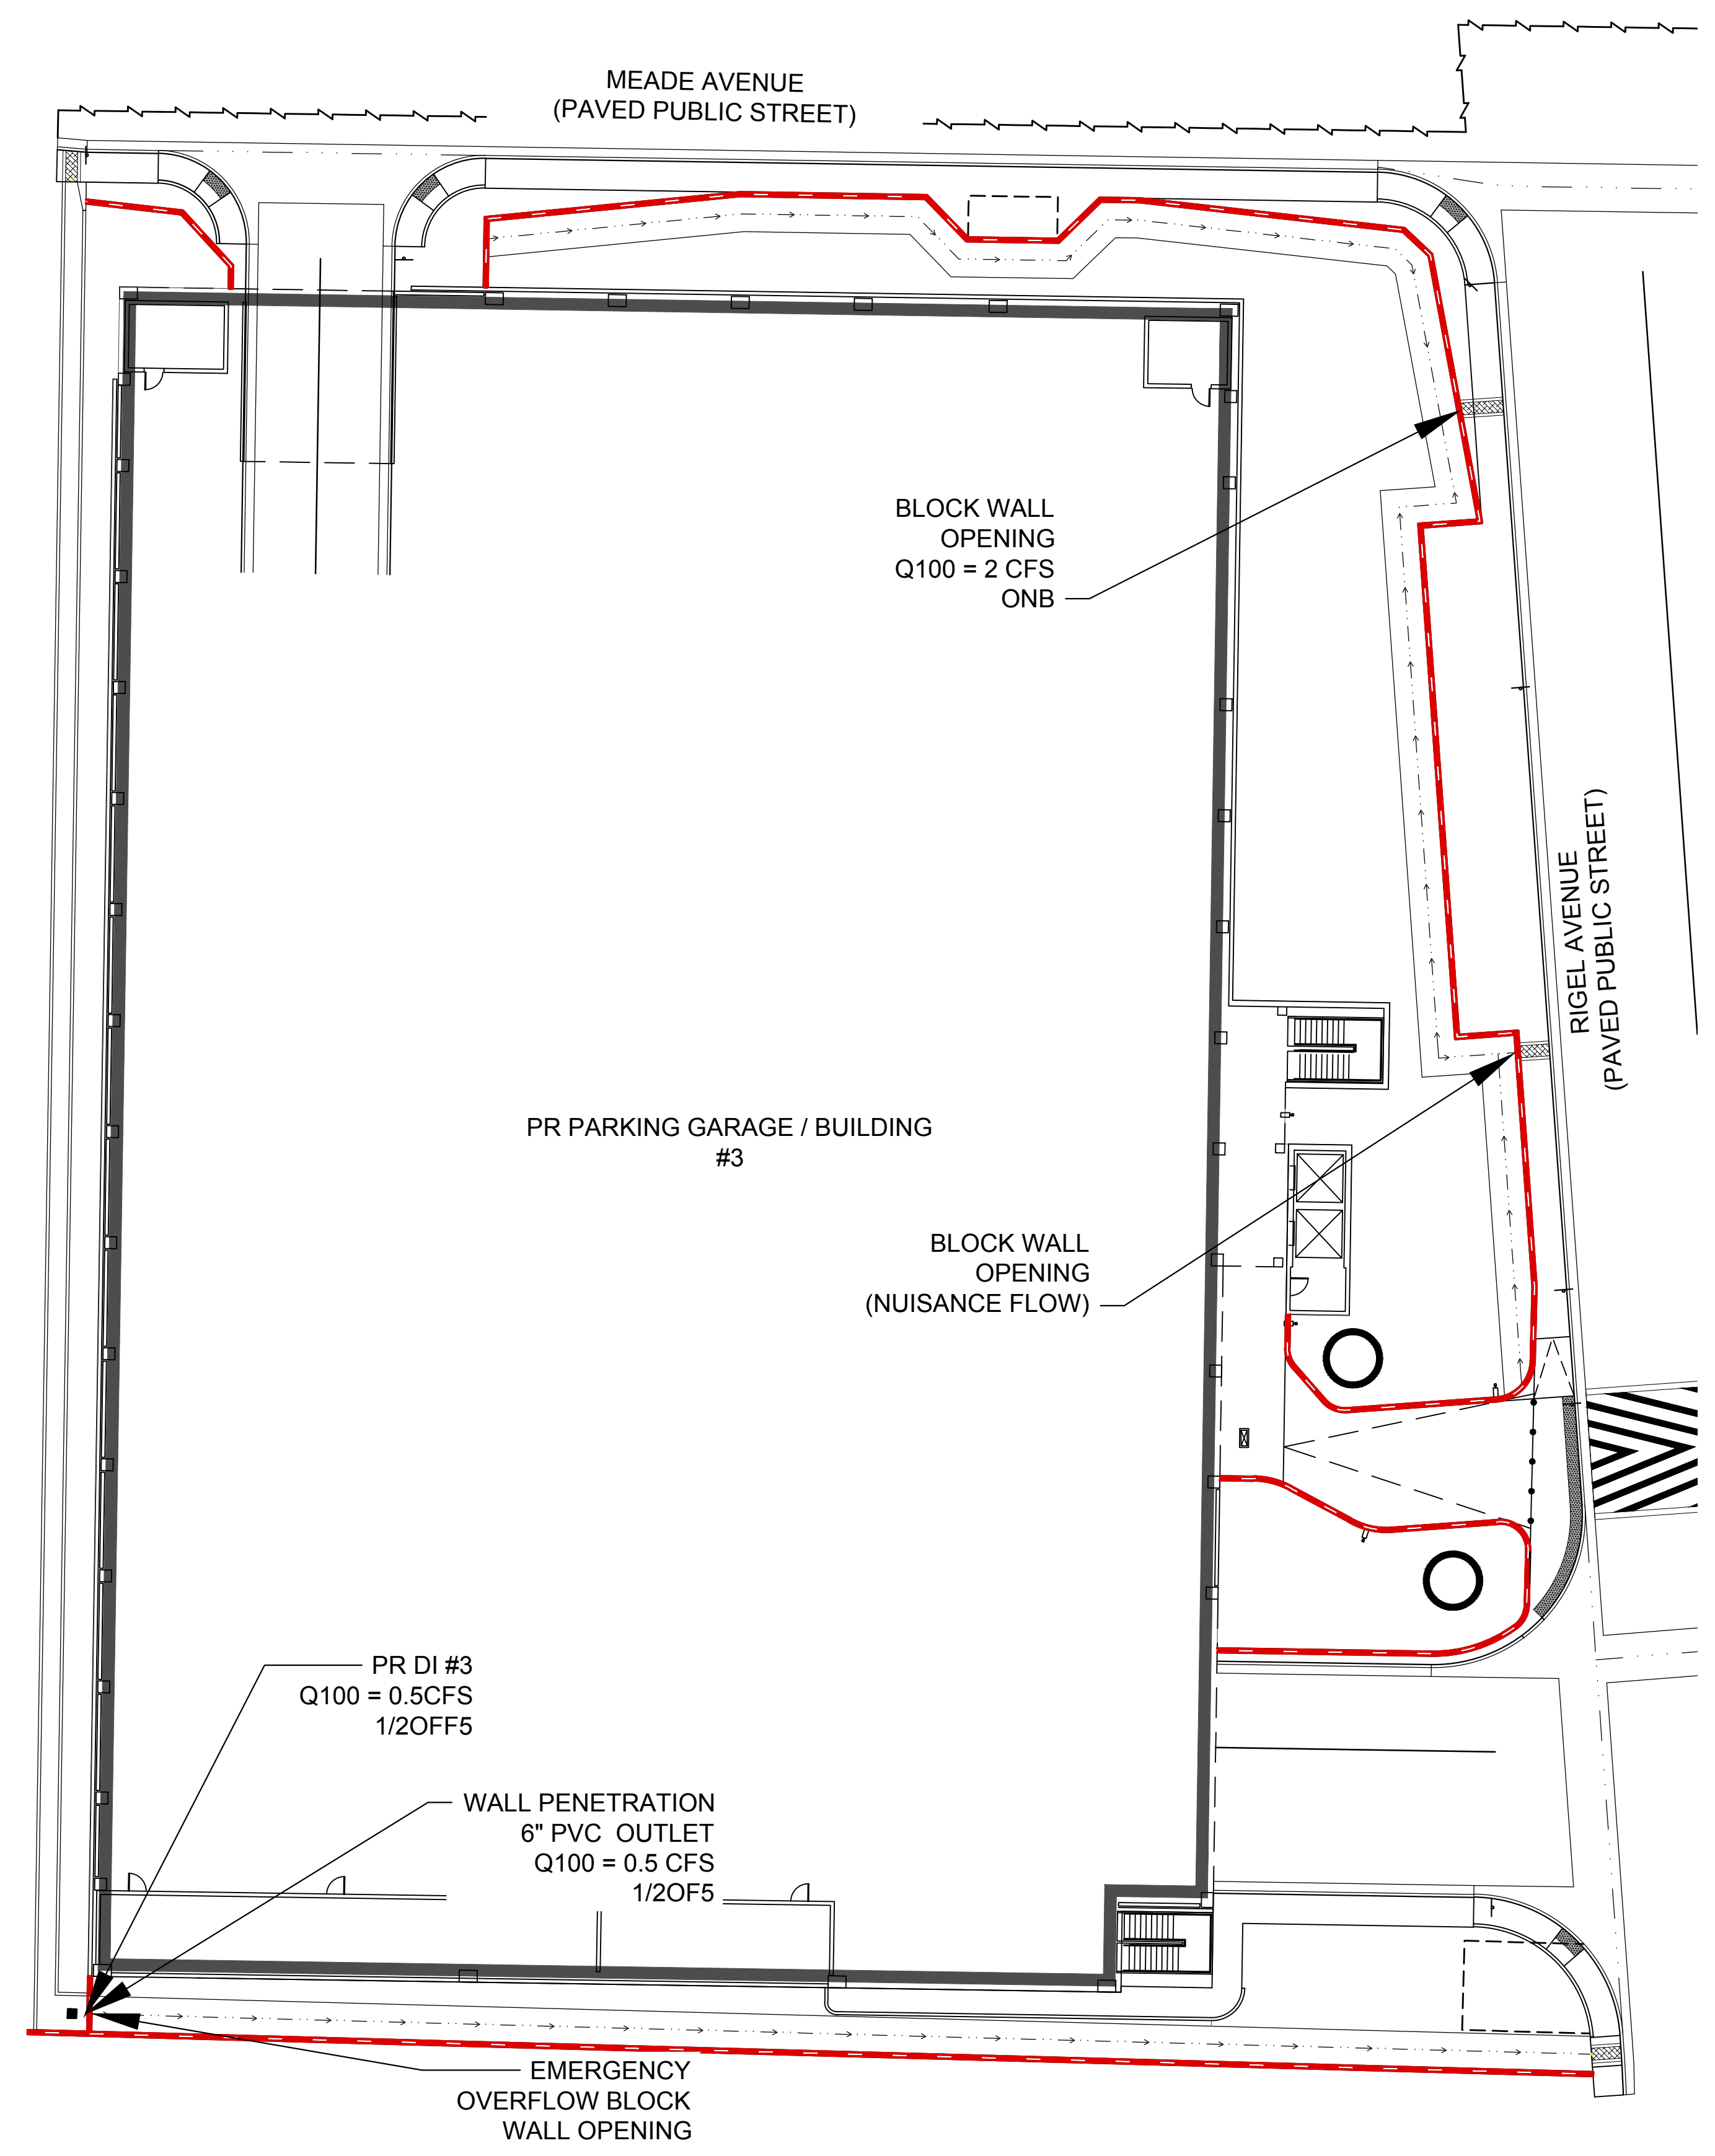 MEADE AVENUE
(PAVED PUBLIC STREET)
BLOCK WALL
OPENING
Q100 = 2 CFS
ONB
RIGEL AVENUE
(PAVED PUBLIC STREET)
PR PARKING GARAGE / BUILDING
#3
BLOCK WALL
OPENING
(NUISANCE FLOW)
PR DI #3
Q100 = 0.5CFS
1/2OFF5
WALL PENETRATION
6" PVC OUTLET
Q100 = 0.5 CFS
1/2OF5
EMERGENCY
OVERFLOW BLOCK
WALL OPENING